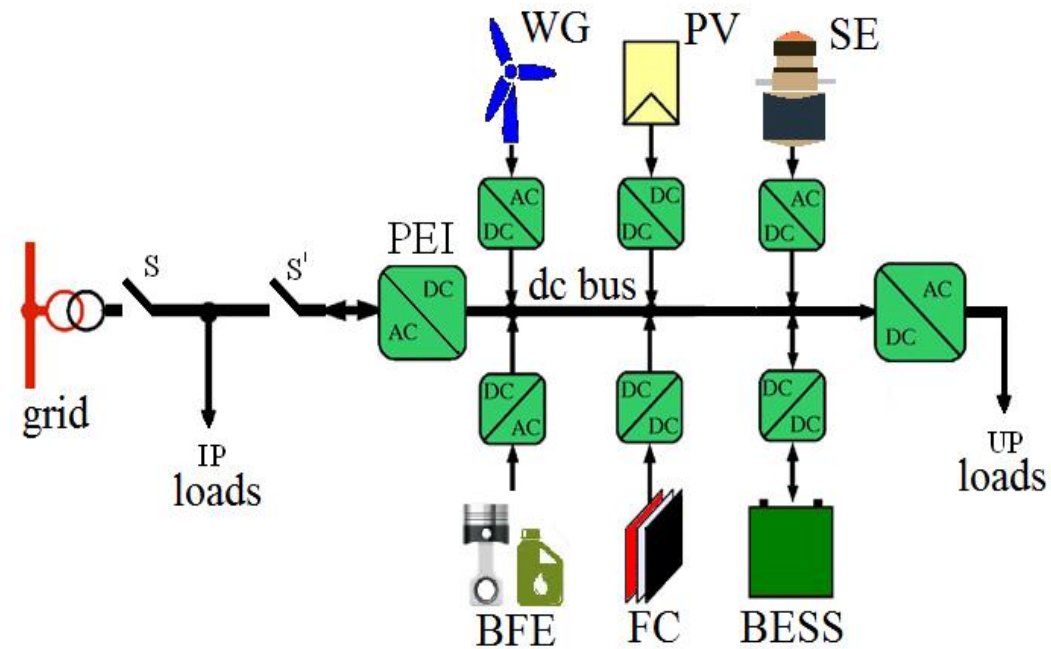 WG
PV
SE
AC
DC
DC
DC
AC
DC
S
S'
PEI
DC
AC
dc bus
AC
DC
grid
IP
loads
DC
AC
DC
DC
DC
DC
UP
loads
BFE
FC
BESS